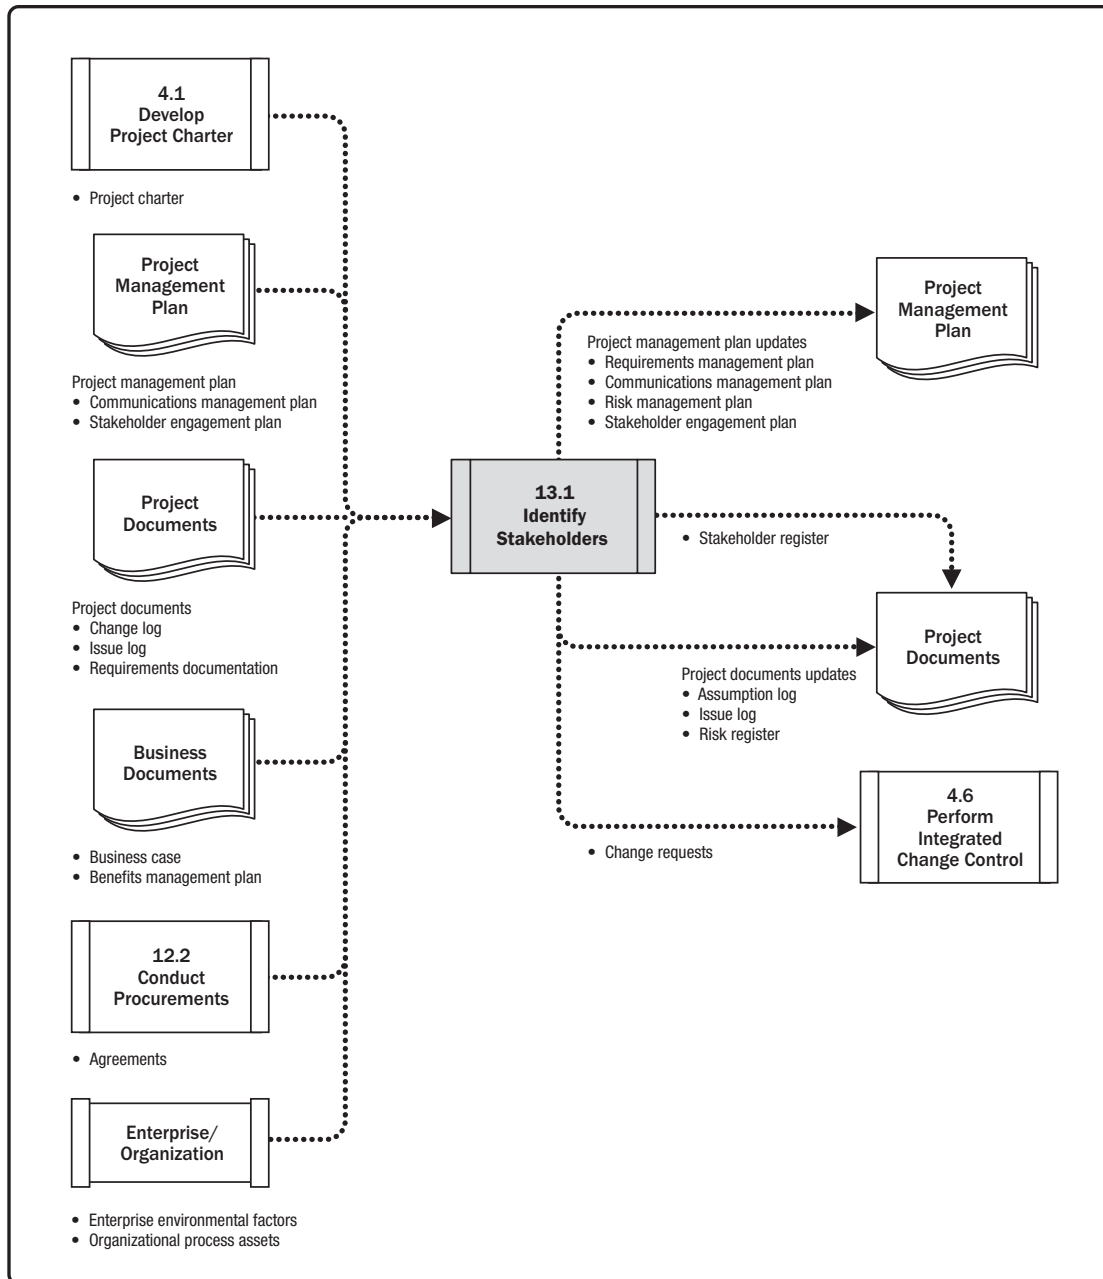 4.1
Develop
Project Charter
• Project charter
Project
Management
Plan
Project management plan
• Communications management plan
• Stakeholder engagement plan
Project
Documents
Project documents
• Change log
• Issue log
• Requirements documentation
Business
Documents
• Business case
• Benefits management plan
12.2
Conduct
Procurements
• Agreements
Enterprise/
Organization
• Enterprise environmental factors
• Organizational process assets
13.1
Identify
Stakeholders
Project management plan updates
• Requirements management plan
• Communications management plan
• Risk management plan
• Stakeholder engagement plan
Project
Management
Plan
• Stakeholder register
Project
Documents
Project documents updates
• Assumption log
• Issue log
• Risk register
• Change requests
4.6
Perform
Integrated
Change Control